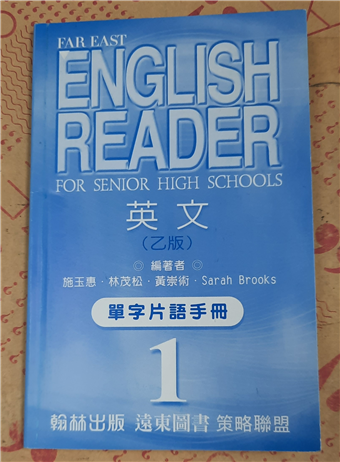 FAR EAST
ENGLISH
READER
FOR SENIOR HIGH SCHOOLS
英文
(乙版)
◎ 編著者 ◎
施玉惠・林茂松・黃崇術・Sarah Brooks
單字片語手冊
1
翰林出版 遠東圖書 策略聯盟